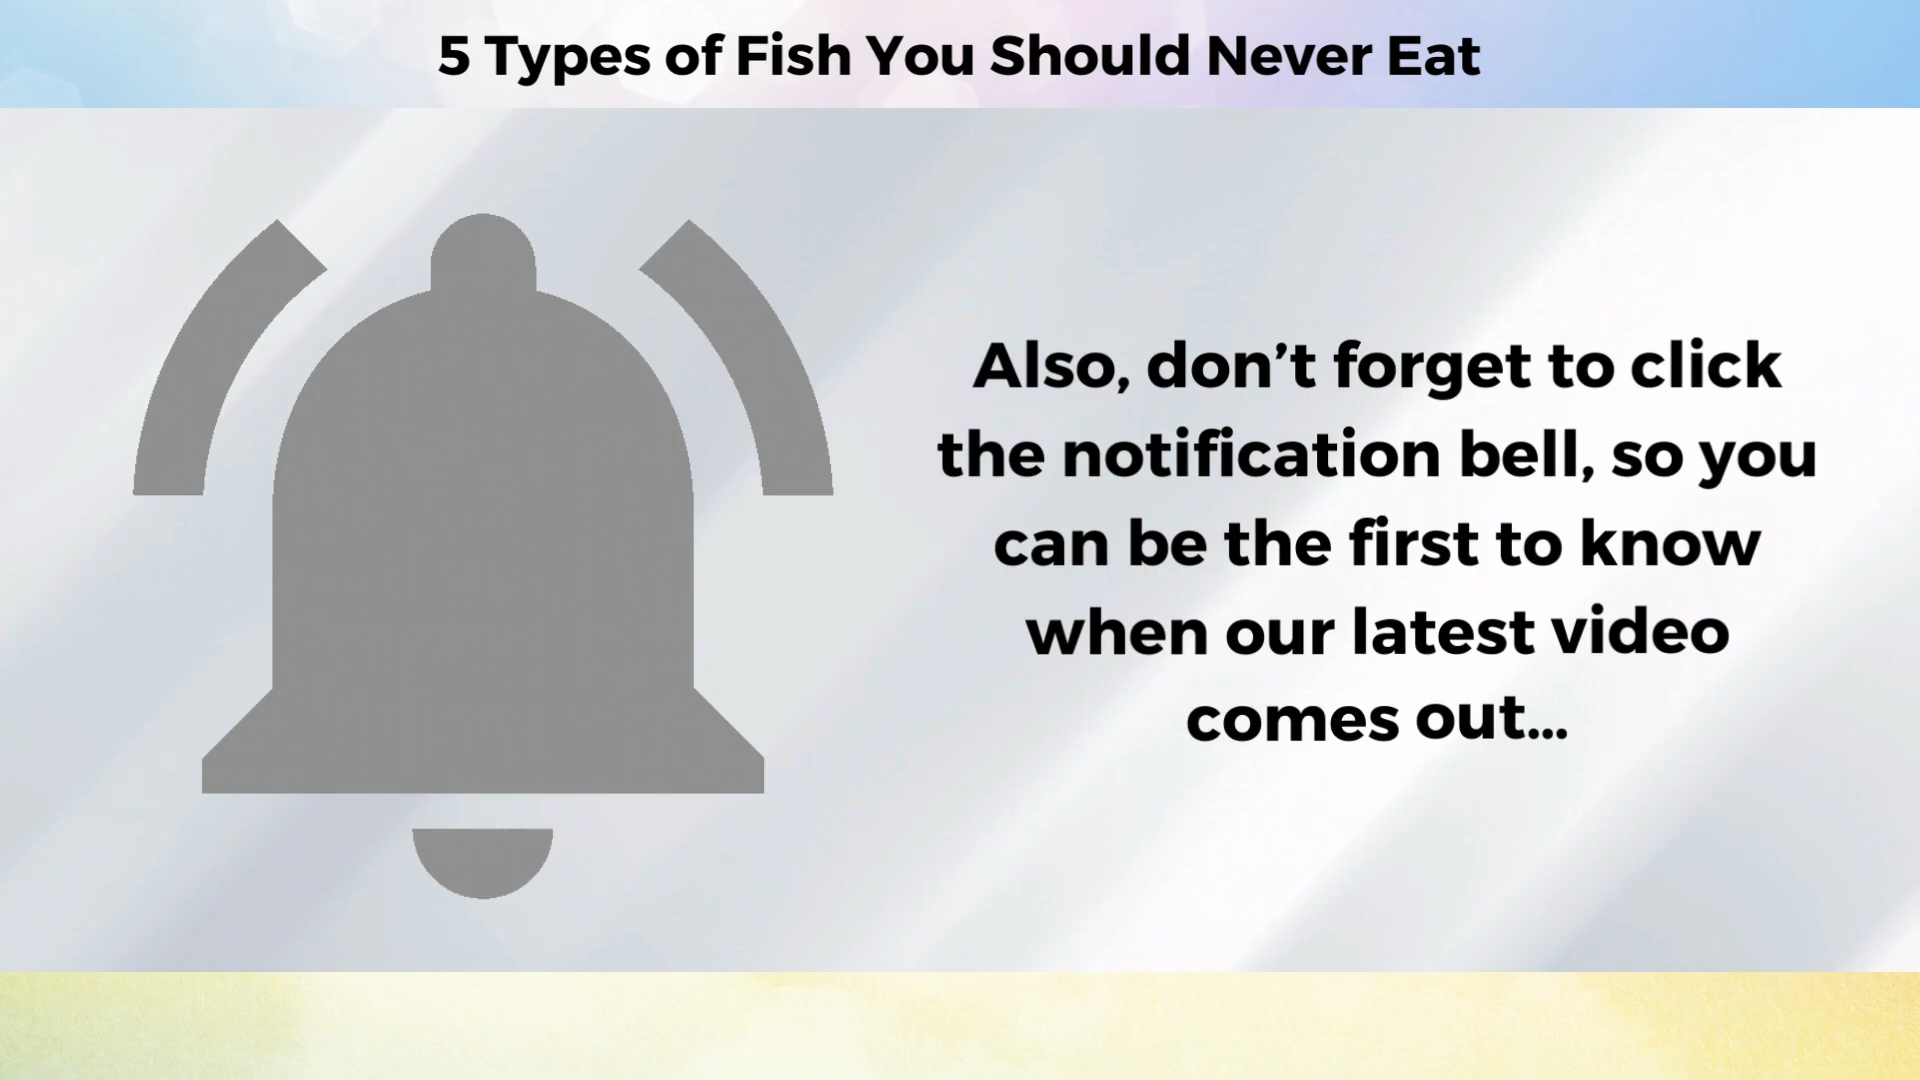 5 Types of Fish You Should Never Eat
Also, don’t forget to click
the notification bell, so you
can be the first to know
when our latest video
comes out...